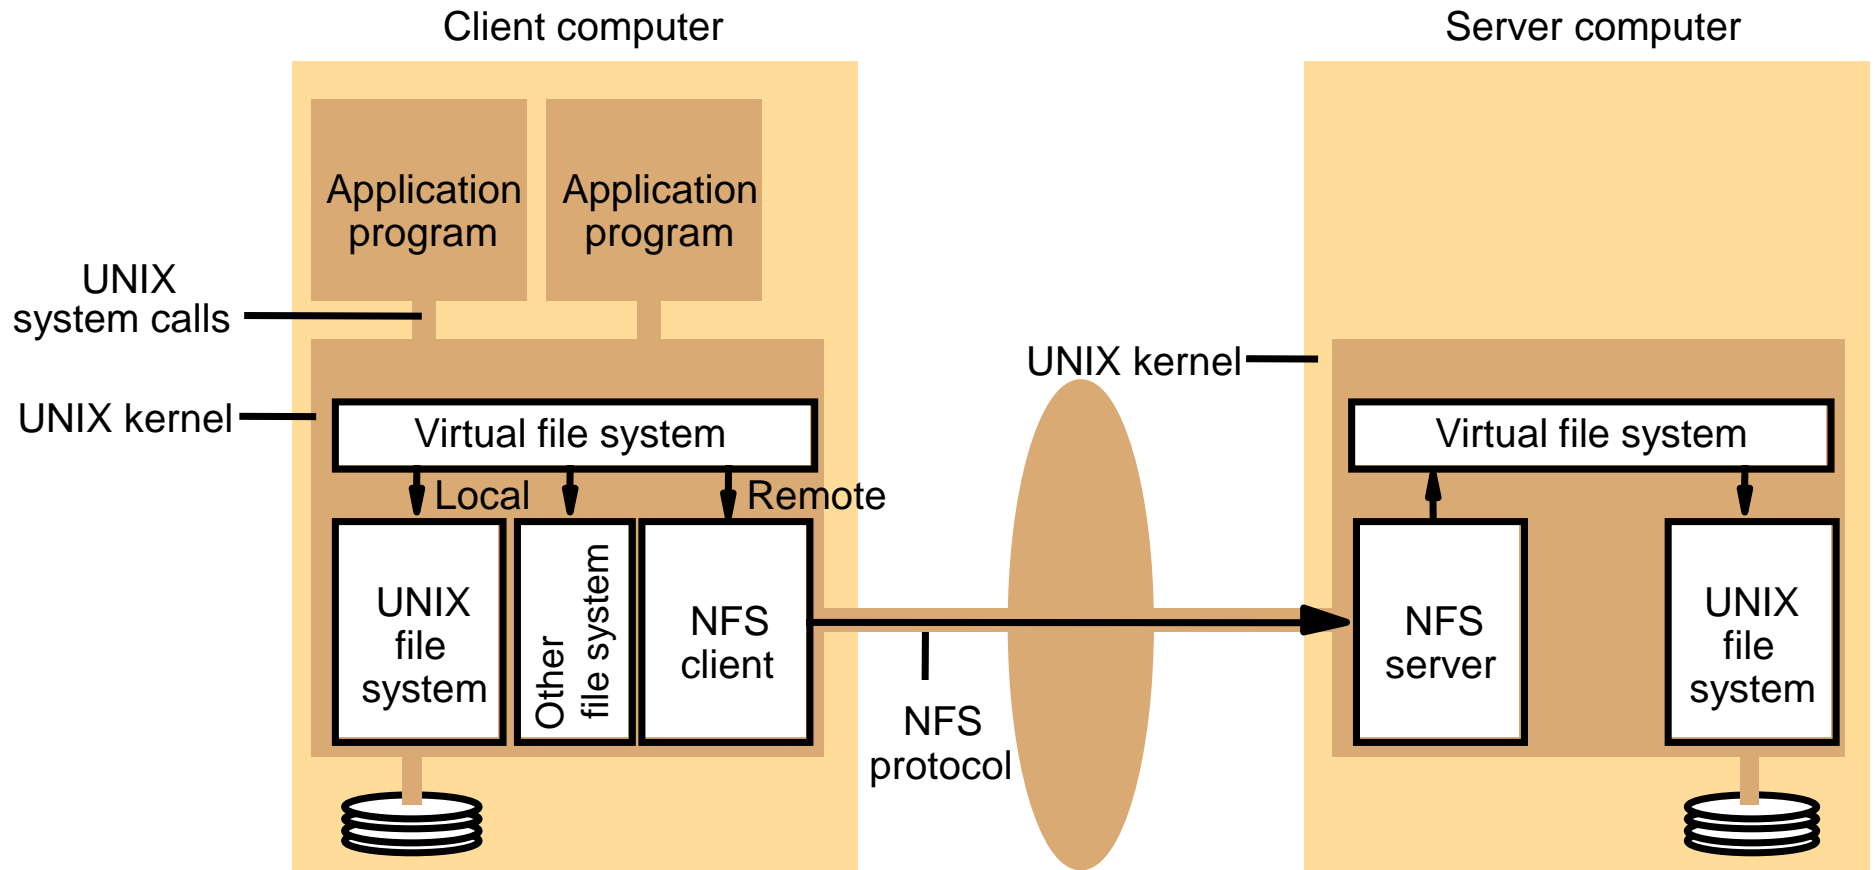 Client computer
Server computer
Application
program
Application
program
UNIX
system calls
UNIX kernel
Virtual file system
Local
Remote
UNIX
file
system
Other
file system
NFS
client
NFS
protocol
UNIX kernel
Virtual file system
NFS
server
UNIX
file
system